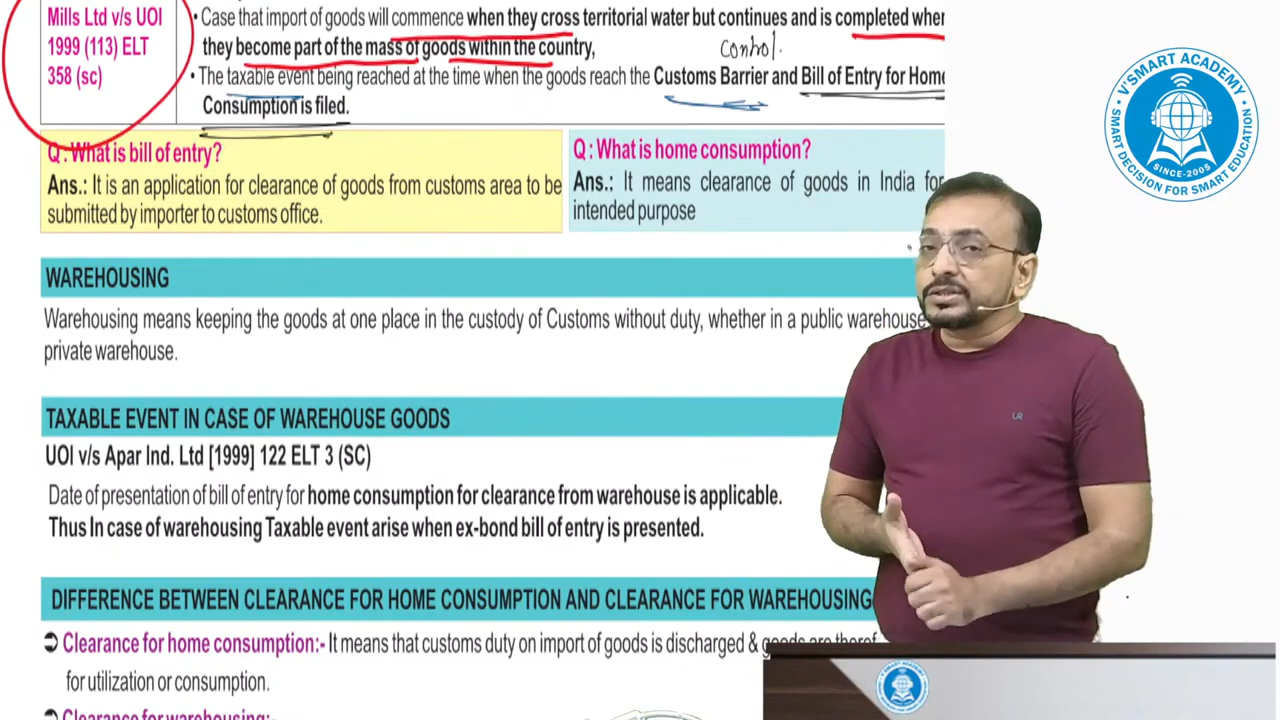 Mills Ltd v/s UOI
1999 (113) ELT
358 (sc)
• Case that import of goods will commence when they cross territorial water but continues and is completed
they become part of the mass of goods within the country,
control.
• The taxable event being reached at the time when the goods reach the Customs Barrier and Bill of Entry for
Consumption is filed.
Q : What is bill of entry?
Ans.: It is an application for clearance of goods from customs area to be
submitted by importer to customs office.
Q : What is home consumption?
Ans.: It means clearance of goods in India for
intended purpose
WAREHOUSING
Warehousing means keeping the goods at one place in the custody of Customs without duty, whether in a public warehouse
private warehouse.
TAXABLE EVENT IN CASE OF WAREHOUSE GOODS
UOI v/s Apar Ind. Ltd [1999] 122 ELT 3 (SC)
Date of presentation of bill of entry for home consumption for clearance from warehouse is applicable.
Thus In case of warehousing Taxable event arise when ex-bond bill of entry is presented.
DIFFERENCE BETWEEN CLEARANCE FOR HOME CONSUMPTION AND CLEARANCE FOR WAREHOUSING
➲ Clearance for home consumption:- It means that customs duty on import of goods is discharged & goods are
for utilization or consumption.
➲ Clearance for warehousing:-
V'SMART ACADEMY
SINCE-2005
SMART DECISION FOR SMART EDUCATION
UR